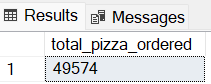 Results Messages
total_pizza_ordered
1 49574